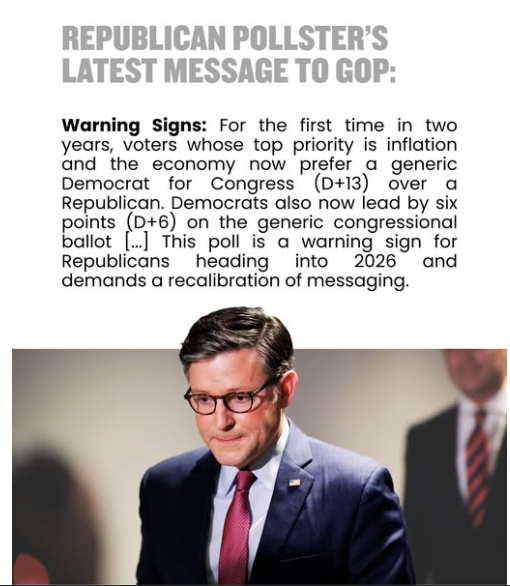 REPUBLICAN POLLSTER'S
LATEST MESSAGE TO GOP:
Warning Signs: For the first time in two
years, voters whose top priority is inflation
and the economy now prefer a generic
Democrat for Congress (D+13) over a
Republican. Democrats also now lead by six
points (D+6) on the generic congressional
ballot [...] This poll is a warning sign for
Republicans heading into 2026 and
demands a recalibration of messaging.